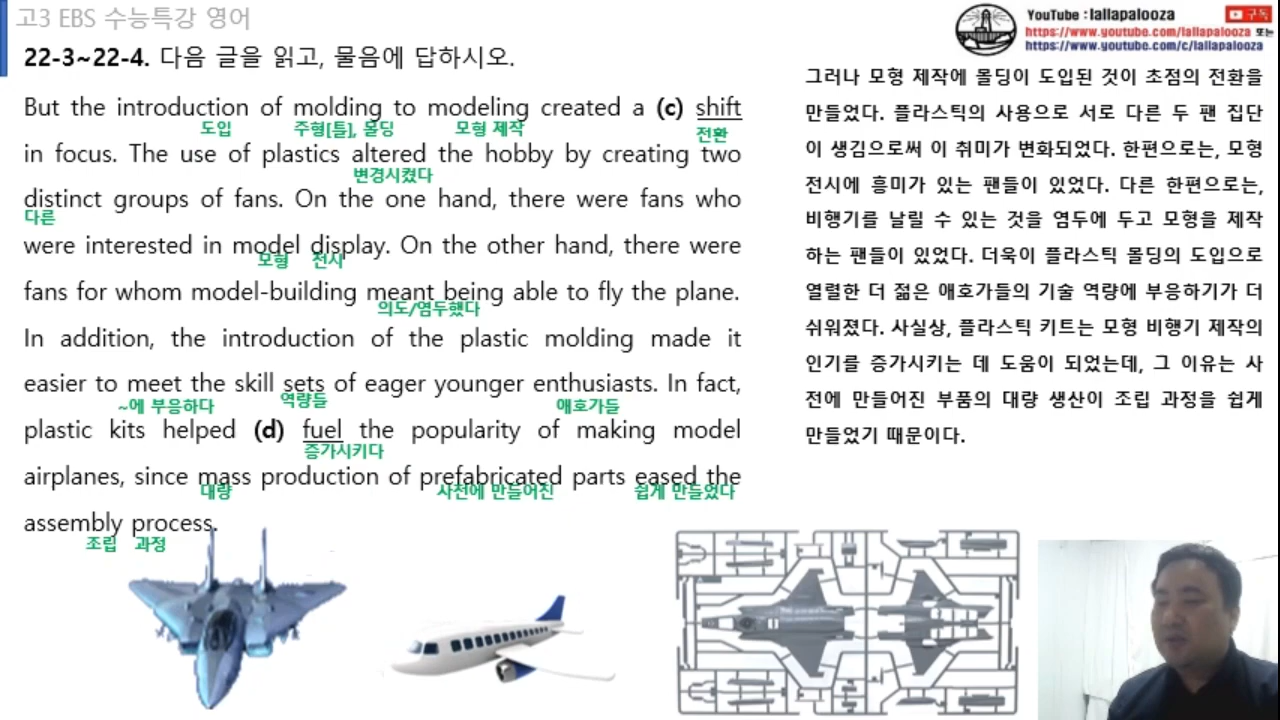 고3 EBS 수능특강 영어
22-3~22-4. 다음 글을 읽고, 물음에 답하시오.
But the introduction of molding to modeling created a (c) shift
도입 주형[틀], 몰딩 모형 제작 전환
in focus. The use of plastics altered the hobby by creating two
변경시켰다
distinct groups of fans. On the one hand, there were fans who
다른
were interested in model display. On the other hand, there were
모형 전시
fans for whom model-building meant being able to fly the plane.
의도/염두했다
In addition, the introduction of the plastic molding made it
easier to meet the skill sets of eager younger enthusiasts. In fact,
~에 부응하다 역량들 애호가들
plastic kits helped (d) fuel the popularity of making model
증가시키다
airplanes, since mass production of prefabricated parts eased the
대량 사전에 만들어진 쉽게 만들었다
assembly process.
조립 과정
YouTube : lallapalooza
구독
https://www.youtube.com/lallapalooza 또는
https://www.youtube.com/c/lallapalooza
그러나 모형 제작에 몰딩이 도입된 것이 초점의 전환을
만들었다. 플라스틱의 사용으로 서로 다른 두 팬 집단
이 생김으로써 이 취미가 변화되었다. 한편으로는, 모형
전시에 흥미가 있는 팬들이 있었다. 다른 한편으로는,
비행기를 날릴 수 있는 것을 염두에 두고 모형을 제작
하는 팬들이 있었다. 더욱이 플라스틱 몰딩의 도입으로
열렬한 더 젊은 애호가들의 기술 역량에 부응하기가 더
쉬워졌다. 사실상, 플라스틱 키트는 모형 비행기 제작의
인기를 증가시키는 데 도움이 되었는데, 그 이유는 사
전에 만들어진 부품의 대량 생산이 조립 과정을 쉽게
만들었기 때문이다.